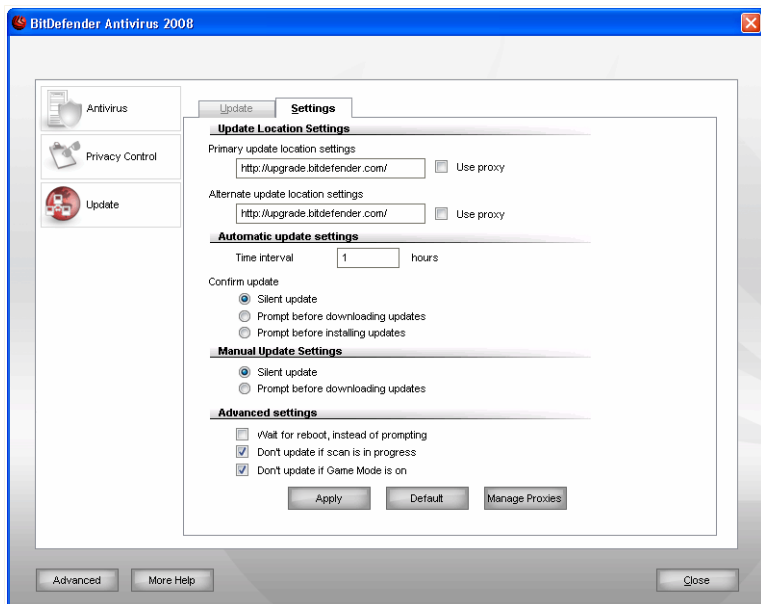 BitDefender Antivirus 2008
Antivirus
Privacy Control
Update
Update
Settings
Update Location Settings
Primary update location settings
http://upgrade.bitdefender.com/
Use proxy
Alternate update location settings
http://upgrade.bitdefender.com/
Use proxy
Automatic update settings
Time interval 1 hours
Confirm update
Silent update
Prompt before downloading updates
Prompt before installing updates
Manual Update Settings
Silent update
Prompt before downloading updates
Advanced settings
Wait for reboot, instead of prompting
Don't update if scan is in progress
Don't update if Game Mode is on
Apply
Default
Manage Proxies
Advanced
More Help
Close